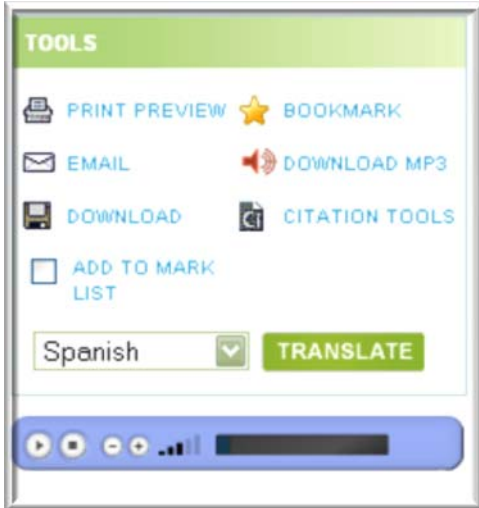 TOOLS
PRINT PREVIEW BOOKMARK
EMAIL DOWNLOAD MP3
DOWNLOAD CITATION TOOLS
ADD TO MARK
LIST
Spanish TRANSLATE